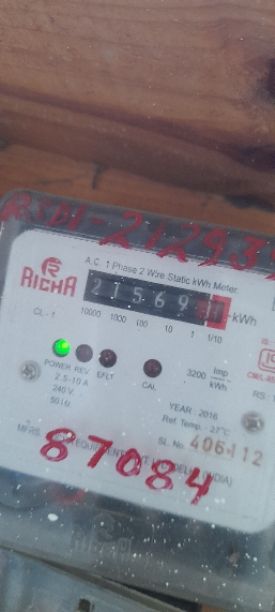 RICHA
A.C. 1 Phase 2 Wire Static kWh Meter.
21569 kWh
CL.-1 10000 1000 100 10 1 1/10
POWER REV EFLT CAL 3200 imp kWh
2.5-10 A
240 V
50 Hz
YEAR : 2016
Ref. Temp.- 27°C
SL. No. 406112
87084